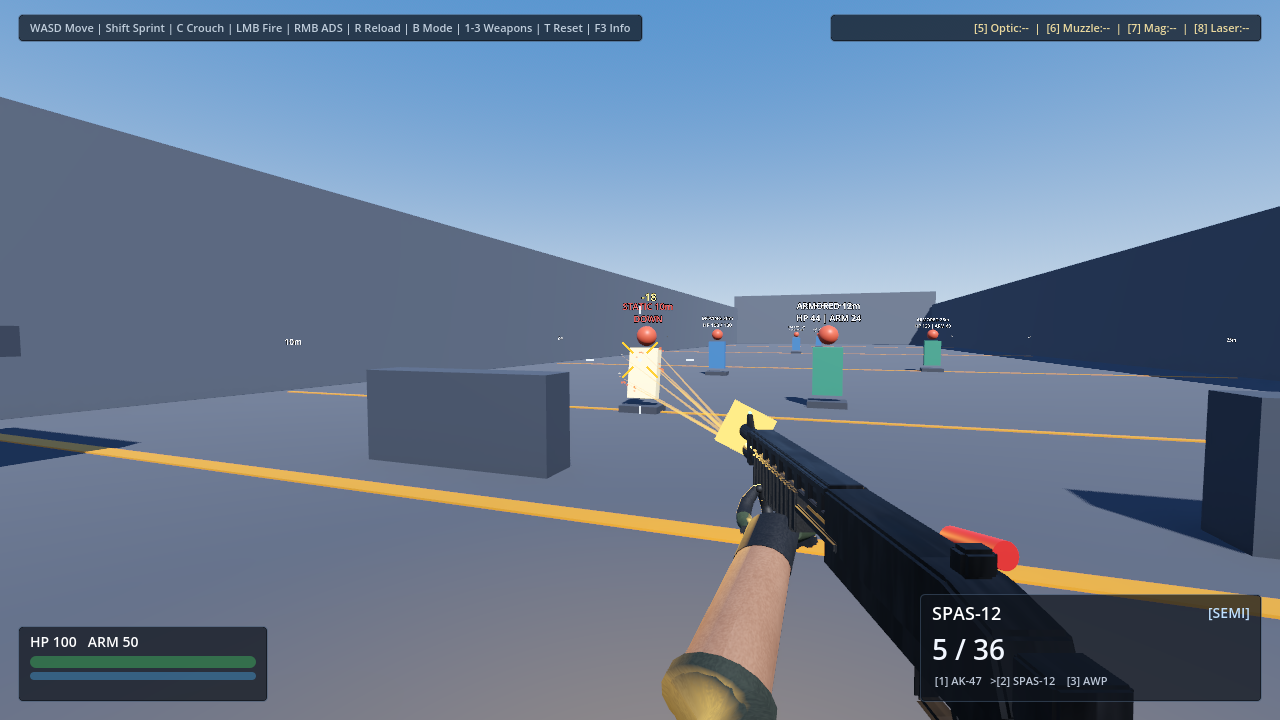 WASD Move | Shift Sprint | C Crouch | LMB Fire | RMB ADS | R Reload | B Mode | 1-3 Weapons | T Reset | F3 Info
[5] Optic:-- | [6] Muzzle:-- | [7] Mag:-- | [8] Laser:--
-18
DOWN
ARMORED 12m
HP 44 | ARM 24
10m
HP 100 ARM 50
SPAS-12
[SEMI]
5 / 36
[1] AK-47 >[2] SPAS-12 [3] AWP